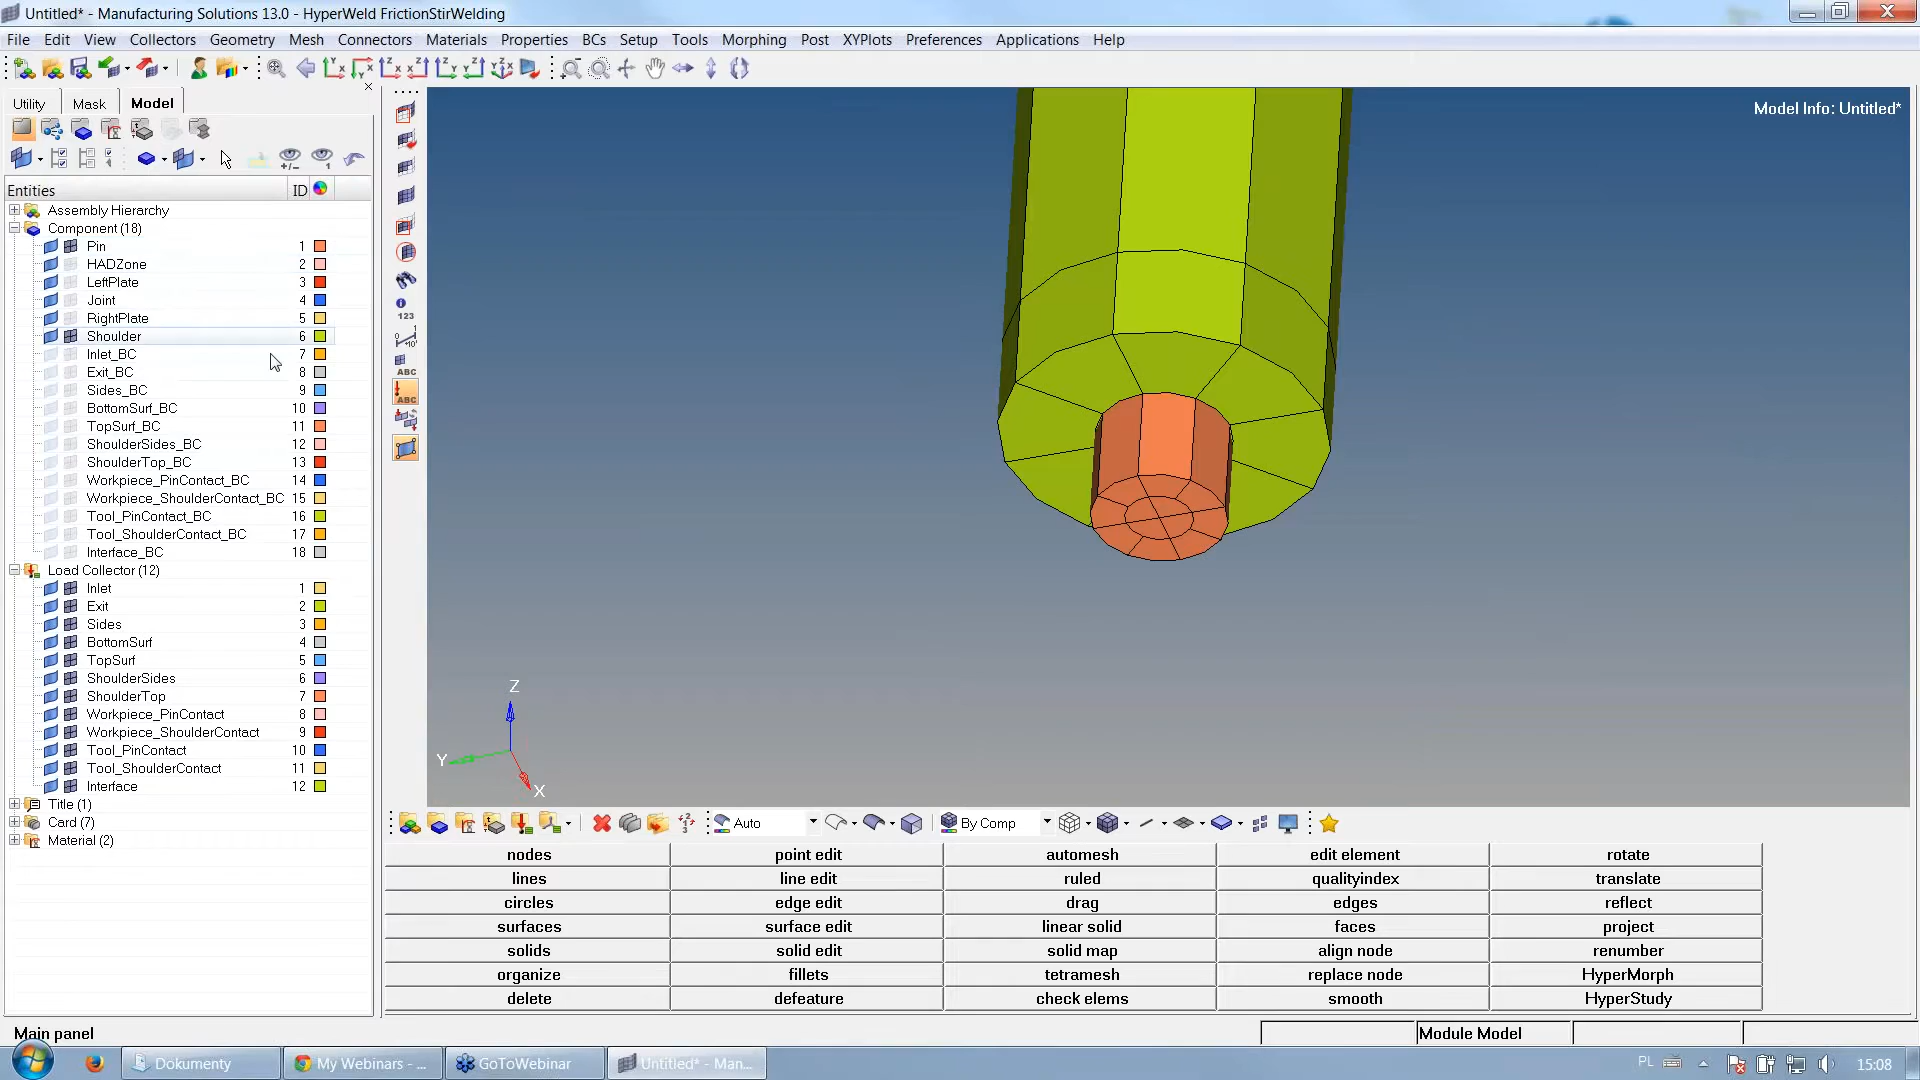 Untitled* - Manufacturing Solutions 13.0 - HyperWeld FrictionStirWelding
File Edit View Collectors Geometry Mesh Connectors Materials Properties BCs Setup Tools Morphing Post XYPlots Preferences Applications Help
Utility Mask Model
Model Info: Untitled*
Entities ID
Assembly Hierarchy
Component (18)
Pin 1
HADZone 2
LeftPlate 3
Joint 4
RightPlate 5
Shoulder 6
Inlet_BC 7
Exit_BC 8
Sides_BC 9
BottomSurf_BC 10
TopSurf_BC 11
ShoulderSides_BC 12
ShoulderTop_BC 13
Workpiece_PinContact_BC 14
Workpiece_ShoulderContact_BC 15
Tool_PinContact_BC 16
Tool_ShoulderContact_BC 17
Interface_BC 18
Load Collector (12)
Inlet 1
Exit 2
Sides 3
BottomSurf 4
TopSurf 5
ShoulderSides 6
ShoulderTop 7
Workpiece_PinContact 8
Workpiece_ShoulderContact 9
Tool_PinContact 10
Tool_ShoulderContact 11
Interface 12
Title (1)
Card (7)
Material (2)
123
ABC
ABC
Z
Y
X
Auto By Comp
nodes point edit automesh edit element rotate
lines line edit ruled qualityindex translate
circles edge edit drag edges reflect
surfaces surface edit linear solid faces project
solids solid edit solid map align node renumber
organize fillets tetramesh replace node HyperMorph
delete defeature check elems smooth HyperStudy
Main panel Module Model
Dokumenty My Webinars - ... GoToWebinar Untitled* - Man... PL 15:08